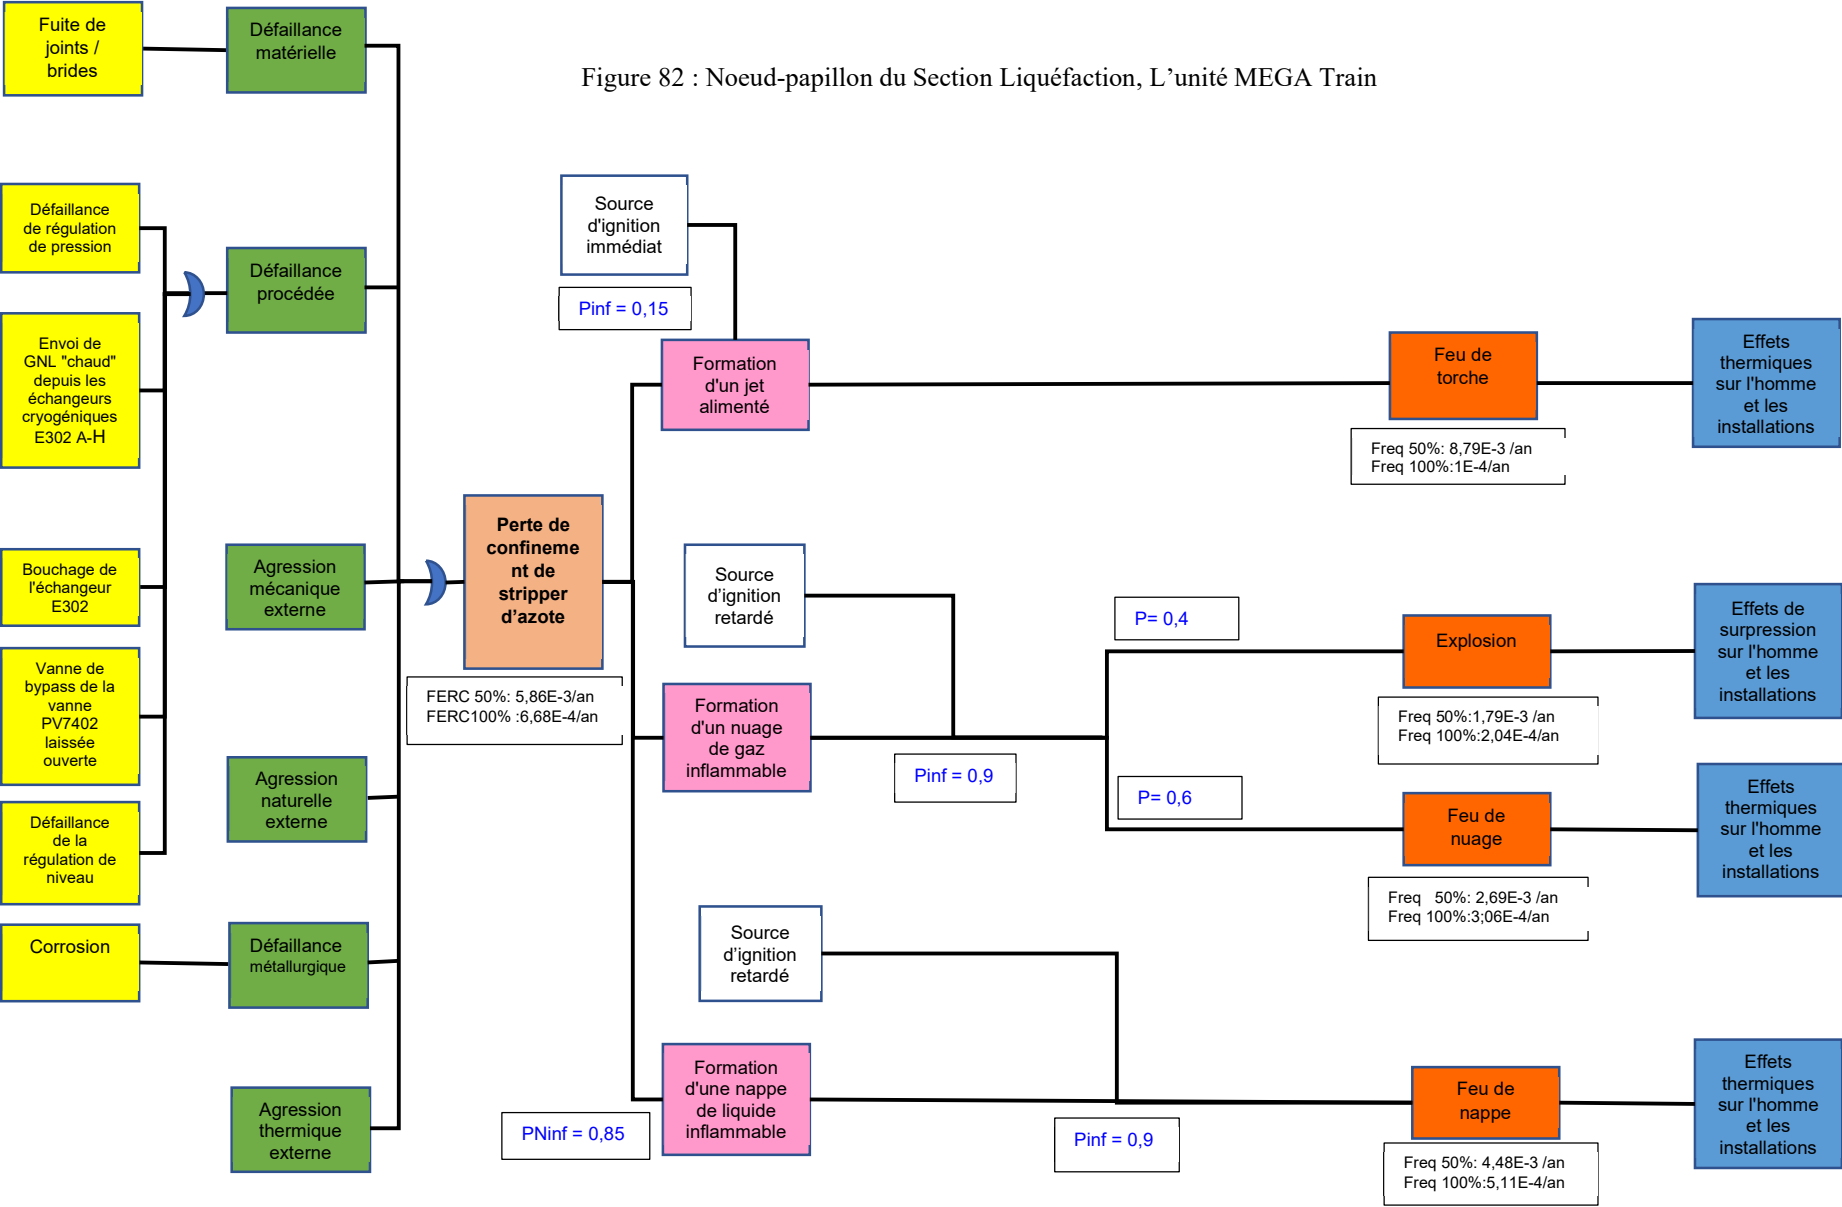 Fuite de
joints /
brides
Défaillance
matérielle
Figure 82 : Noeud-papillon du Section Liquéfaction, L’unité MEGA Train
Défaillance
de régulation
de pression
Défaillance
procédée
Envoi de
GNL "chaud"
depuis les
échangeurs
cryogéniques
E302 A-H
Bouchage de
l'échangeur
E302
Vanne de
bypass de la
vanne
PV7402
laissée
ouverte
Défaillance
de la
régulation de
niveau
Corrosion
Agression
mécanique
externe
Agression
naturelle
externe
Défaillance
métallurgique
Agression
thermique
externe
Perte de
confineme
nt de
stripper
d’azote
FERC 50%: 5,86E-3/an
FERC100% :6,68E-4/an
Source
d'ignition
immédiat
Pinf = 0,15
Formation
d'un jet
alimenté
Feu de
torche
Freq 50%: 8,79E-3 /an
Freq 100%:1E-4/an
Effets
thermiques
sur l'homme
et les
installations
Source
d’ignition
retardé
Formation
d'un nuage
de gaz
inflammable
Pinf = 0,9
P= 0,4
Explosion
Freq 50%:1,79E-3 /an
Freq 100%:2,04E-4/an
Effets de
surpression
sur l'homme
et les
installations
P= 0,6
Feu de
nuage
Freq 50%: 2,69E-3 /an
Freq 100%:3;06E-4/an
Effets
thermiques
sur l'homme
et les
installations
Source
d’ignition
retardé
PNinf = 0,85
Formation
d'une nappe
de liquide
inflammable
Pinf = 0,9
Feu de
nappe
Freq 50%: 4,48E-3 /an
Freq 100%:5,11E-4/an
Effets
thermiques
sur l'homme
et les
installations